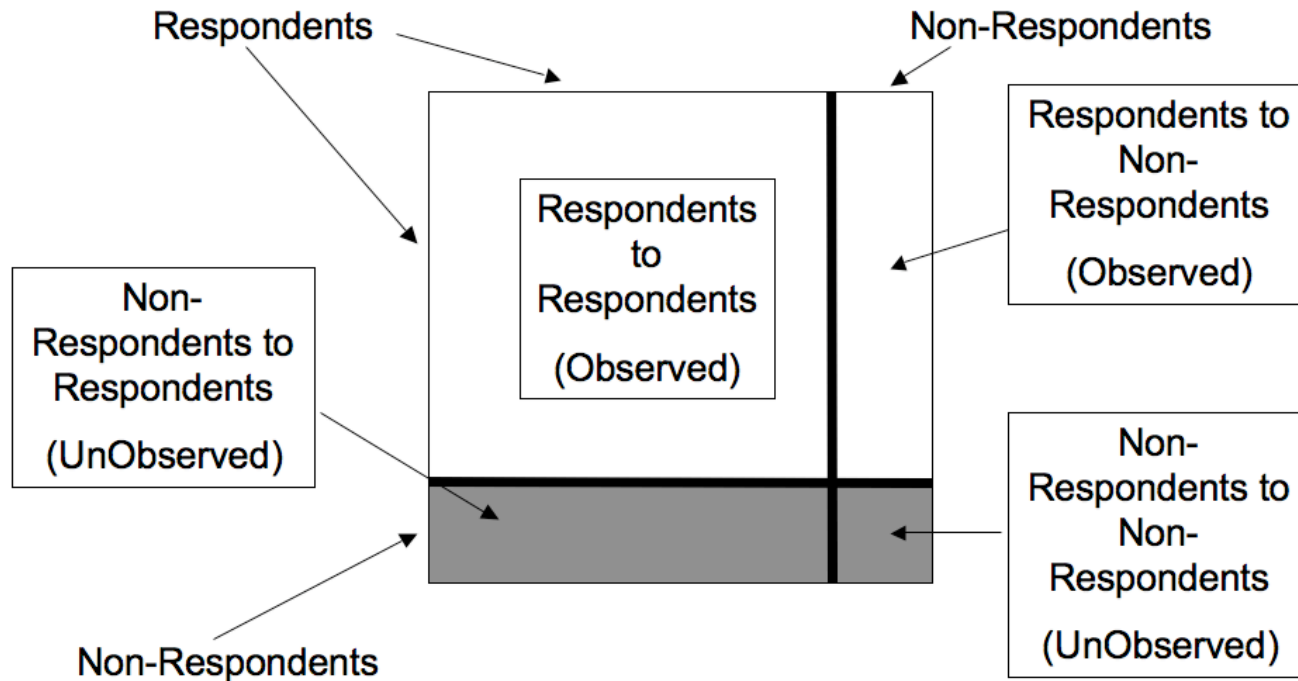 Respondents
Non-Respondents
Respondents to
Non-
Respondents
(Observed)
Respondents
to
Respondents
(Observed)
Non-
Respondents to
Respondents
(UnObserved)
Non-
Respondents to
Non-
Respondents
(UnObserved)
Non-Respondents